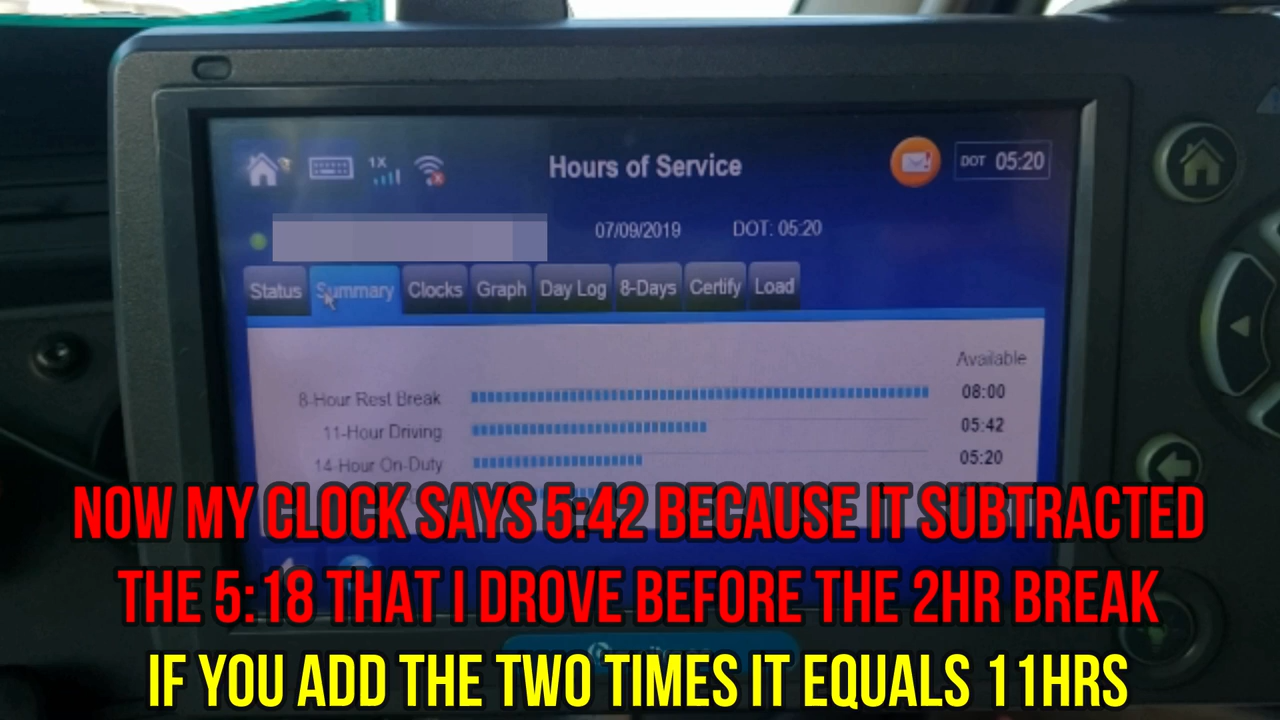 1X
Hours of Service
DOT 05:20
07/09/2019 DOT: 05:20
Status Summary Clocks Graph Day Log 8-Days Certify Load
Available
8-Hour Rest Break 08:00
11-Hour Driving 05:42
14-Hour On-Duty 05:20
NOW MY CLOCK SAYS 5:42 BECAUSE IT SUBTRACTED
THE 5:18 THAT I DROVE BEFORE THE 2HR BREAK
IF YOU ADD THE TWO TIMES IT EQUALS 11HRS